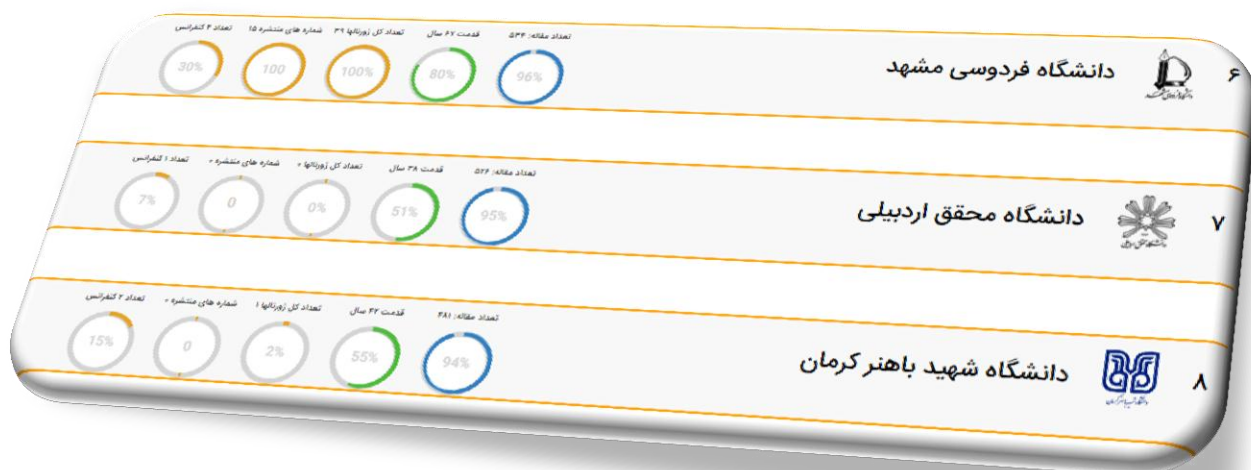 ۶ دانشگاه فردوسی مشهد
تعداد مقاله: ۵۳۴ قدمت ۶۷ سال تعداد کل ژورنالها ۳۹ شماره های منتشره ۱۵ تعداد ۴ کنفرانس
96% 80% 100% 100 30%
۷ دانشگاه محقق اردبیلی
تعداد مقاله: ۵۲۶ قدمت ۳۸ سال تعداد کل ژورنالها ۰ شماره های منتشره ۰ تعداد ۱ کنفرانس
95% 51% 0% 0 7%
۸ دانشگاه شهید باهنر کرمان
تعداد مقاله: ۴۸۱ قدمت ۴۲ سال تعداد کل ژورنالها ۱ شماره های منتشره ۰ تعداد ۲ کنفرانس
94% 55% 2% 0 15%